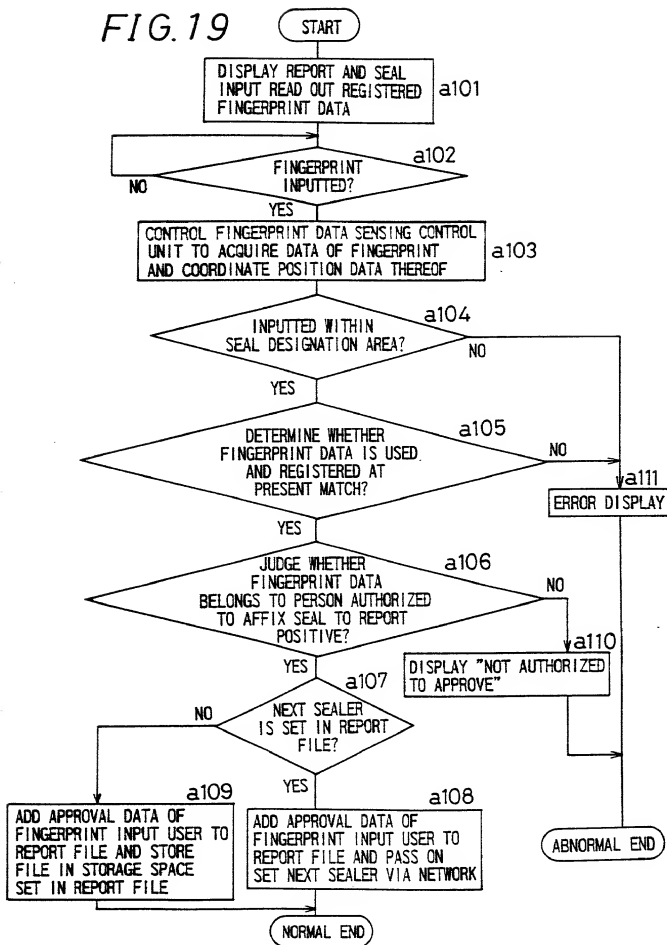 FIG.19
START
DISPLAY REPORT AND SEAL
INPUT READ OUT REGISTERED
FINGERPRINT DATA
a101
a102
FINGERPRINT
INPUTTED?
NO
YES
CONTROL FINGERPRINT DATA SENSING CONTROL
UNIT TO ACQUIRE DATA OF FINGERPRINT
AND COORDINATE POSITION DATA THEREOF
a103
a104
INPUTTED WITHIN
SEAL DESIGNATION AREA?
NO
YES
a105
DETERMINE WHETHER
FINGERPRINT DATA IS USED
AND REGISTERED AT
PRESENT MATCH?
NO
YES
a111
ERROR DISPLAY
a106
JUDGE WHETHER
FINGERPRINT DATA
BELONGS TO PERSON AUTHORIZED
TO AFFIX SEAL TO REPORT
POSITIVE?
NO
YES
a110
DISPLAY "NOT AUTHORIZED
TO APPROVE"
a107
NEXT SEALER
IS SET IN REPORT
FILE?
NO
YES
a109
ADD APPROVAL DATA OF
FINGERPRINT INPUT USER TO
REPORT FILE AND STORE
FILE IN STORAGE SPACE
SET IN REPORT FILE
a108
ADD APPROVAL DATA OF
FINGERPRINT INPUT USER TO
REPORT FILE AND PASS ON
SET NEXT SEALER VIA NETWORK
ABNORMAL END
NORMAL END